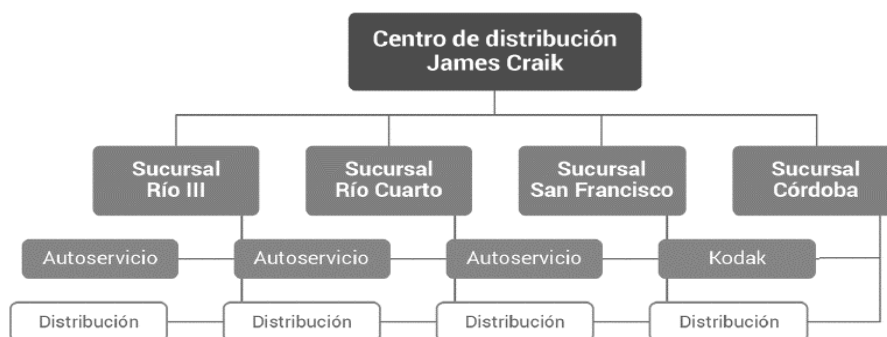 Centro de distribución
James Craik
Sucursal
Río III
Sucursal
Río Cuarto
Sucursal
San Francisco
Sucursal
Córdoba
Autoservicio
Autoservicio
Autoservicio
Kodak
Distribución
Distribución
Distribución
Distribución